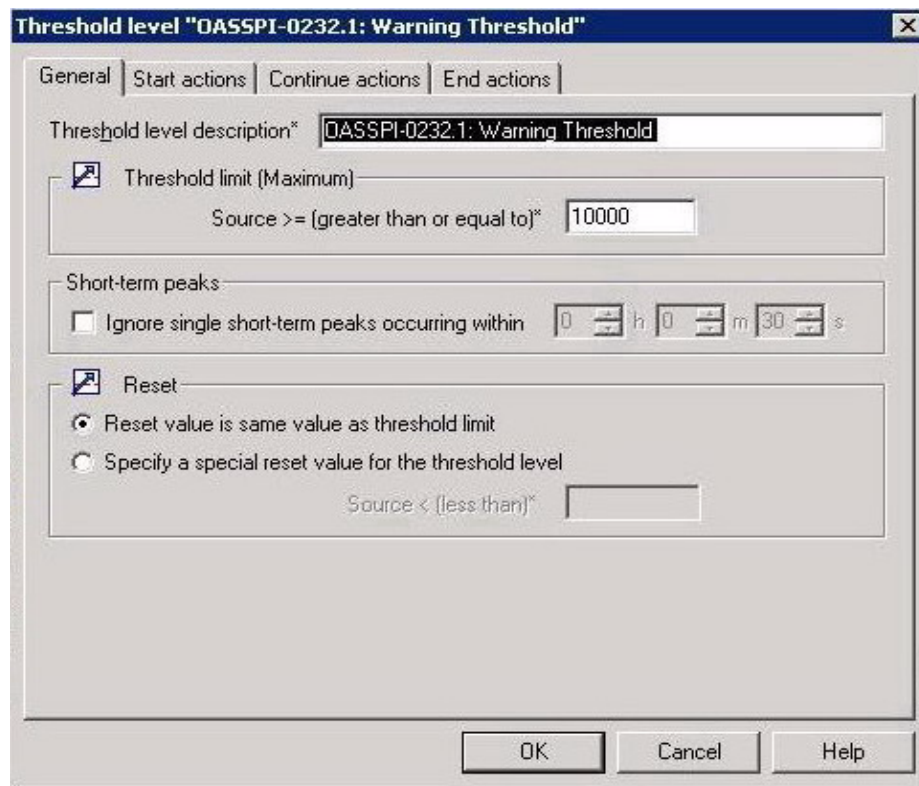 Threshold level "OASSPI-0232.1: Warning Threshold"
General Start actions Continue actions End actions
Threshold level description* OASSPI-0232.1: Warning Threshold
Threshold limit (Maximum)
Source >= (greater than or equal to)* 10000
Short-term peaks
Ignore single short-term peaks occurring within 0 h 0 m 30 s
Reset
Reset value is same value as threshold limit
Specify a special reset value for the threshold level
Source < (less than)*
OK Cancel Help